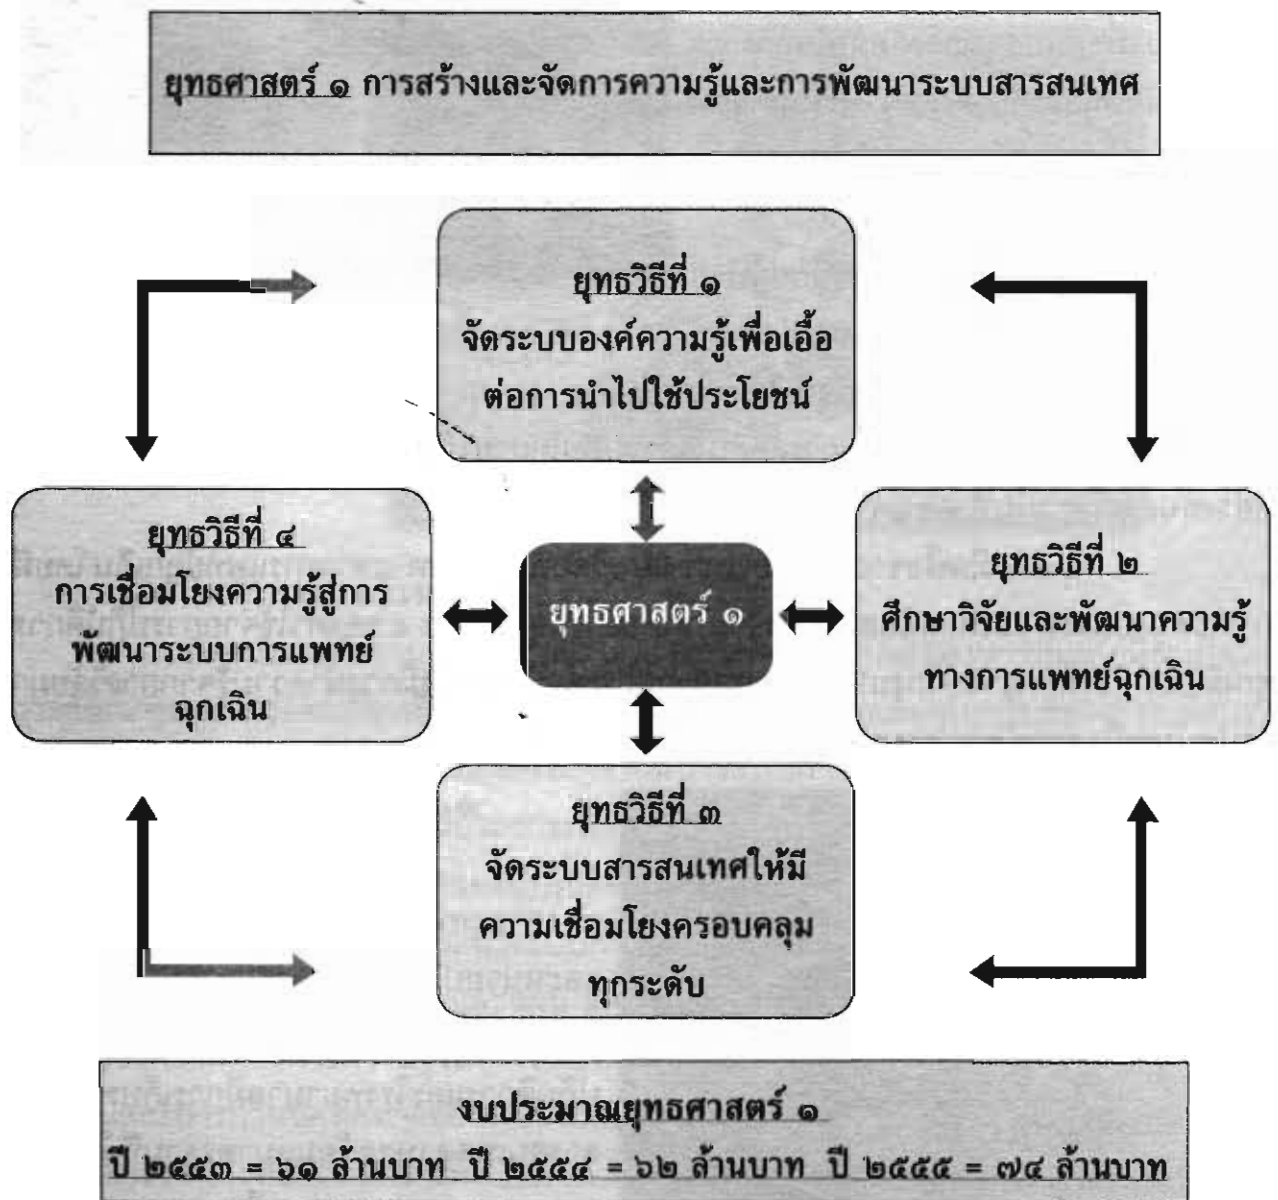 ยุทธศาสตร์ ๑ การสร้างและจัดการความรู้และการพัฒนาระบบสารสนเทศ
ยุทธวิธีที่ ๑
จัดระบบองค์ความรู้เพื่อเอื้อ
ต่อการนำไปใช้ประโยชน์
ยุทธวิธีที่ ๔
การเชื่อมโยงความรู้สู่การ
พัฒนาระบบการแพทย์
ฉุกเฉิน
ยุทธศาสตร์ ๑
ยุทธวิธีที่ ๒
ศึกษาวิจัยและพัฒนาความรู้
ทางการแพทย์ฉุกเฉิน
ยุทธวิธีที่ ๓
จัดระบบสารสนเทศให้มี
ความเชื่อมโยงครอบคลุม
ทุกระดับ
งบประมาณยุทธศาสตร์ ๑
ปี ๒๕๕๓ = ๖๑ ล้านบาท ปี ๒๕๕๔ = ๖๒ ล้านบาท ปี ๒๕๕๕ = ๗๔ ล้านบาท